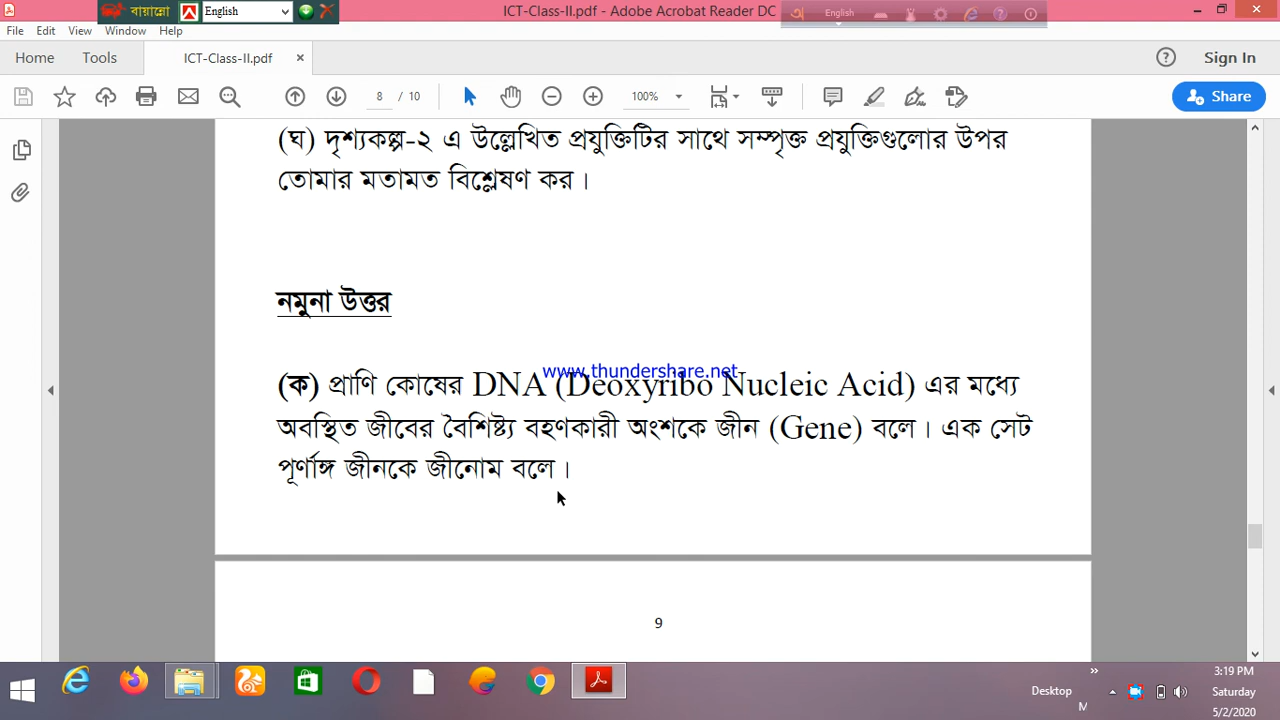 বায়ান্নো English
ICT-Class-II.pdf - Adobe Acrobat Reader DC
অ English
File Edit View Window Help
Home Tools ICT-Class-II.pdf × Sign In
8 / 10 100% Share
(ঘ) দৃশ্যকল্প-২ এ উল্লেখিত প্রযুক্তিটির সাথে সম্পৃক্ত প্রযুক্তিগুলোর উপর
তোমার মতামত বিশ্লেষণ কর।
নমুনা উত্তর
www.thundershare.net
(ক) প্রাণি কোষের DNA (Deoxyribo Nucleic Acid) এর মধ্যে
অবস্থিত জীবের বৈশিষ্ট্য বহণকারী অংশকে জীন (Gene) বলে। এক সেট
পূর্ণাঙ্গ জীনকে জীনোম বলে।
9
Desktop
M
3:19 PM
Saturday
5/2/2020